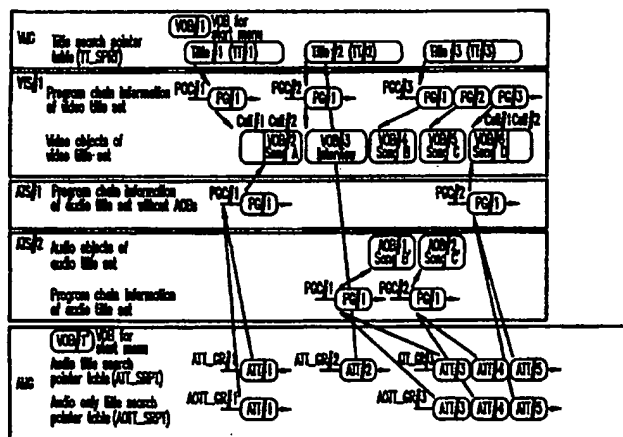 VMG
VOB#1
VOB for
start menu
Title search pointer
table (TT_SPRT)
Title #1 (TT#1)
Title #2 (TT#2)
Title #3 (TT#3)
VTS#1
Program chain information
of video title set
PGC#1
PG#1
PGC#2
PG#1
PGC#3
PG#1
PG#2
PG#3
Cell#1 Cell#2
Cell#1 Cell#2
Video objects of
video title set
VOB#2
Song A
VOB#3
Interview
VOB#4
Song B
VOB#5
Song C
VOB#6
Song D
ATS#1
Program chain information
of audio title set without AOBs
PGC#1
PG#1
PGC#2
PG#1
ATS#2
Audio objects of
audio title set
AOB#1
Song B'
AOB#2
Song C'
Program chain information
of audio title set
PGC#1
PG#1
PGC#2
PG#1
AMG
VOB#1'
VOB for
start menu
Audio title search
pointer table (ATT_SRPT)
ATT_GR#1
ATT#1
ATT_GR#2
ATT#2
ATT#3
ATT#4
ATT#5
Audio only title search
pointer table (AOTT_SRPT)
AOTT_GR#1
ATT#1
AOTT_GR#3
ATT#3
ATT#4
ATT#5